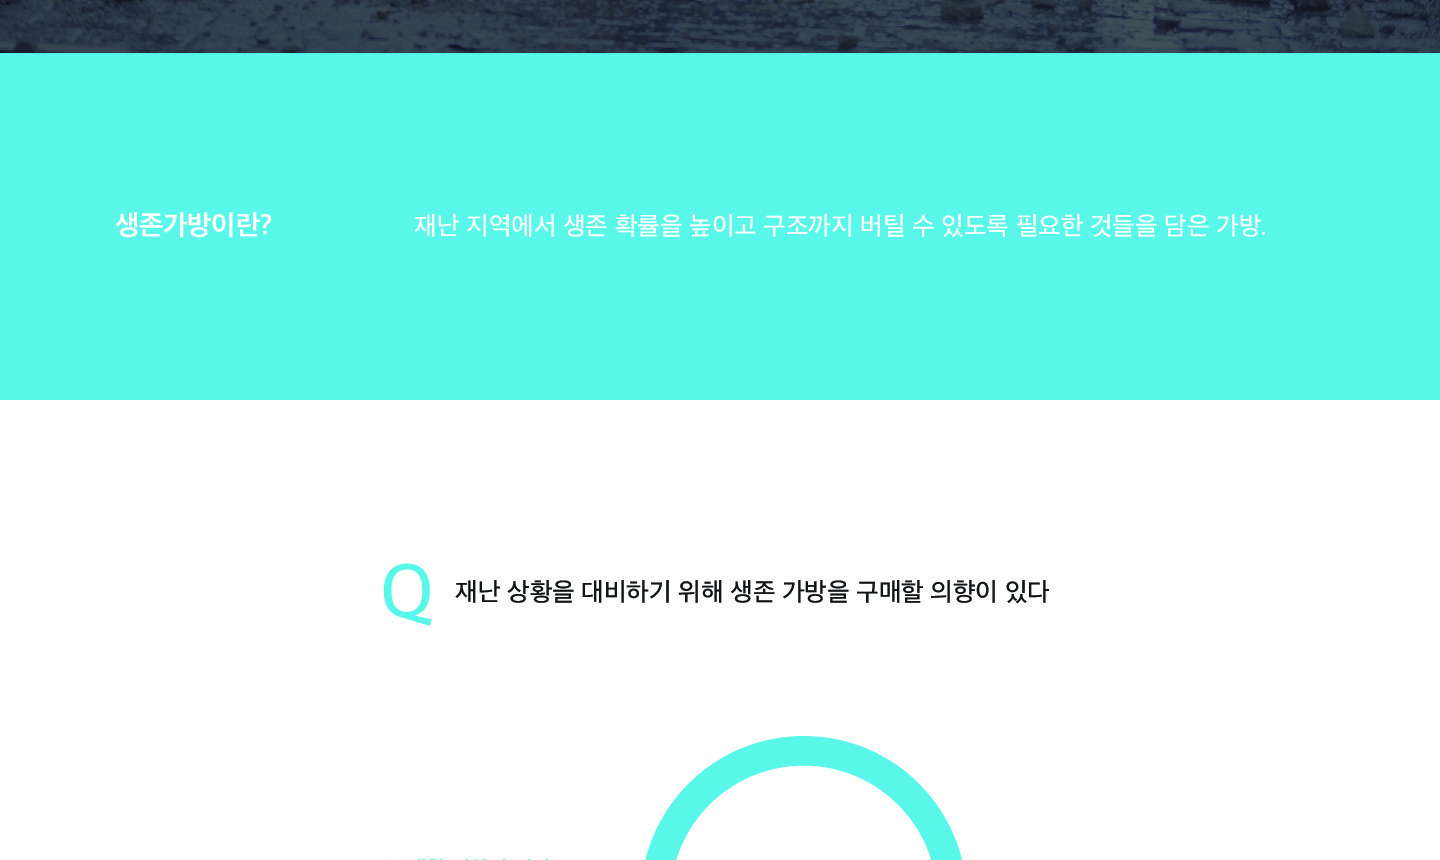 생존가방이란?
재난 지역에서 생존 확률을 높이고 구조까지 버틸 수 있도록 필요한 것들을 담은 가방.
Q 재난 상황을 대비하기 위해 생존 가방을 구매할 의향이 있다